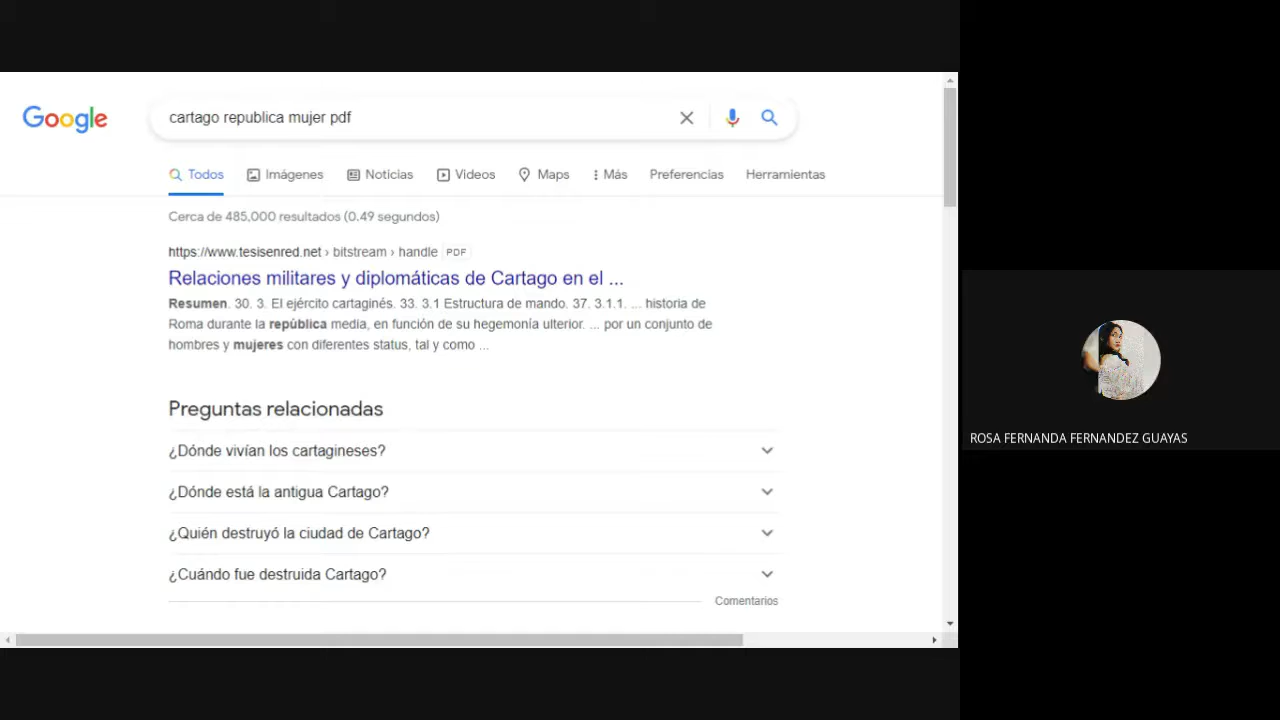 Google
cartago republica mujer pdf
Todos Imágenes Noticias Videos Maps Más Preferencias Herramientas
Cerca de 485,000 resultados (0.49 segundos)
https://www.tesisenred.net › bitstream › handle PDF
Relaciones militares y diplomáticas de Cartago en el ...
Resumen. 30. 3. El ejército cartaginés. 33. 3.1 Estructura de mando. 37. 3.1.1. ... historia de
Roma durante la república media, en función de su hegemonía ulterior. ... por un conjunto de
hombres y mujeres con diferentes status, tal y como ...
Preguntas relacionadas
¿Dónde vivían los cartagineses?
¿Dónde está la antigua Cartago?
¿Quién destruyó la ciudad de Cartago?
¿Cuándo fue destruida Cartago?
Comentarios
ROSA FERNANDA FERNANDEZ GUAYAS